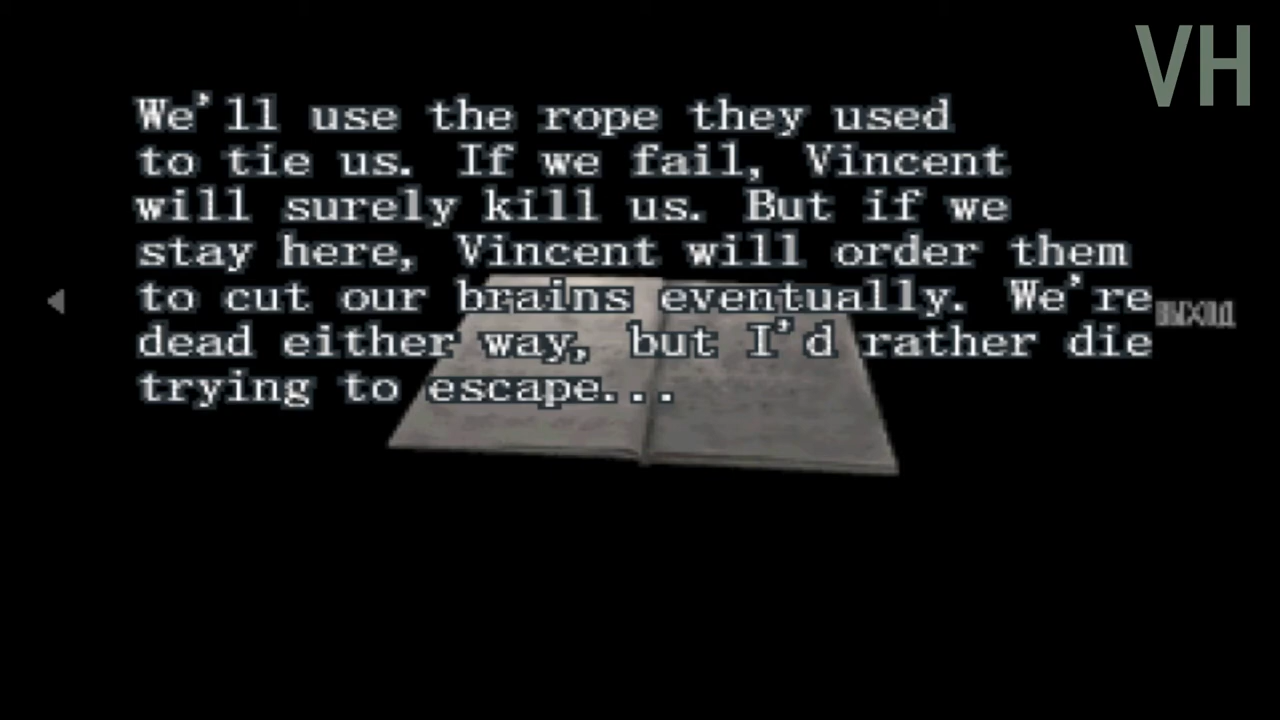 VH
We'll use the rope they used
to tie us. If we fail, Vincent
will surely kill us. But if we
stay here, Vincent will order them
to cut our brains eventually. We're
dead either way, but I'd rather die
trying to escape...